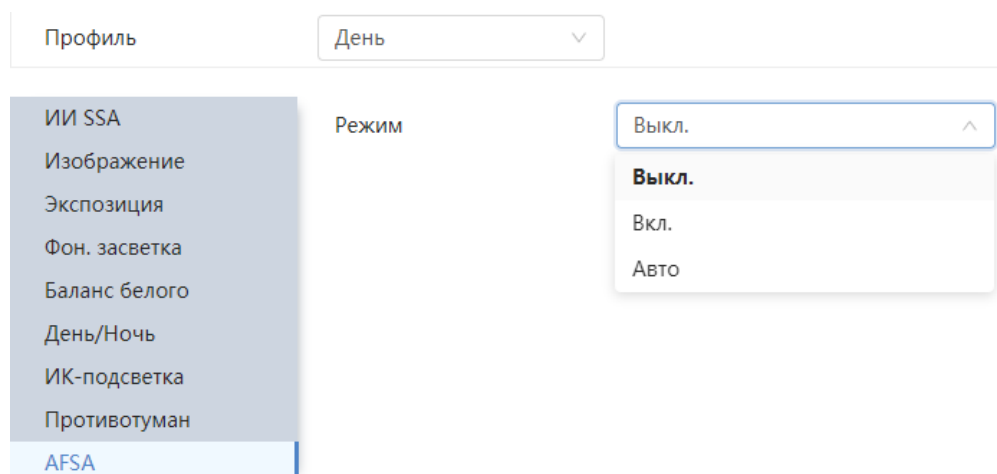 Профиль
День
ИИ SSA
Изображение
Экспозиция
Фон. засветка
Баланс белого
День/Ночь
ИК-подсветка
Противотуман
AFSA
Режим
Выкл.
Выкл.
Вкл.
Авто